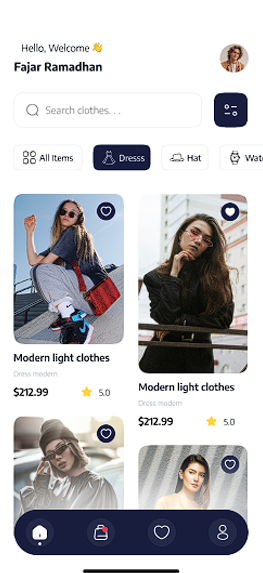 Hello, Welcome 👋
Fajar Ramadhan
Search clothes. . .
All Items
Dresss
Hat
Wat
Modern light clothes
Dress modern
$212.99
5.0
Modern light clothes
Dress modern
$212.99
5.0